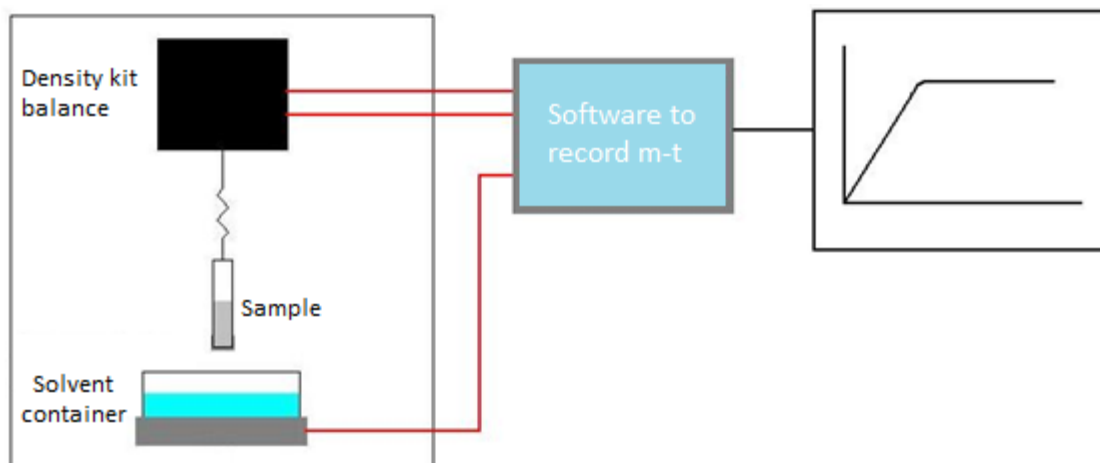 Density kit
balance
Software to
record m-t
Sample
Solvent
container